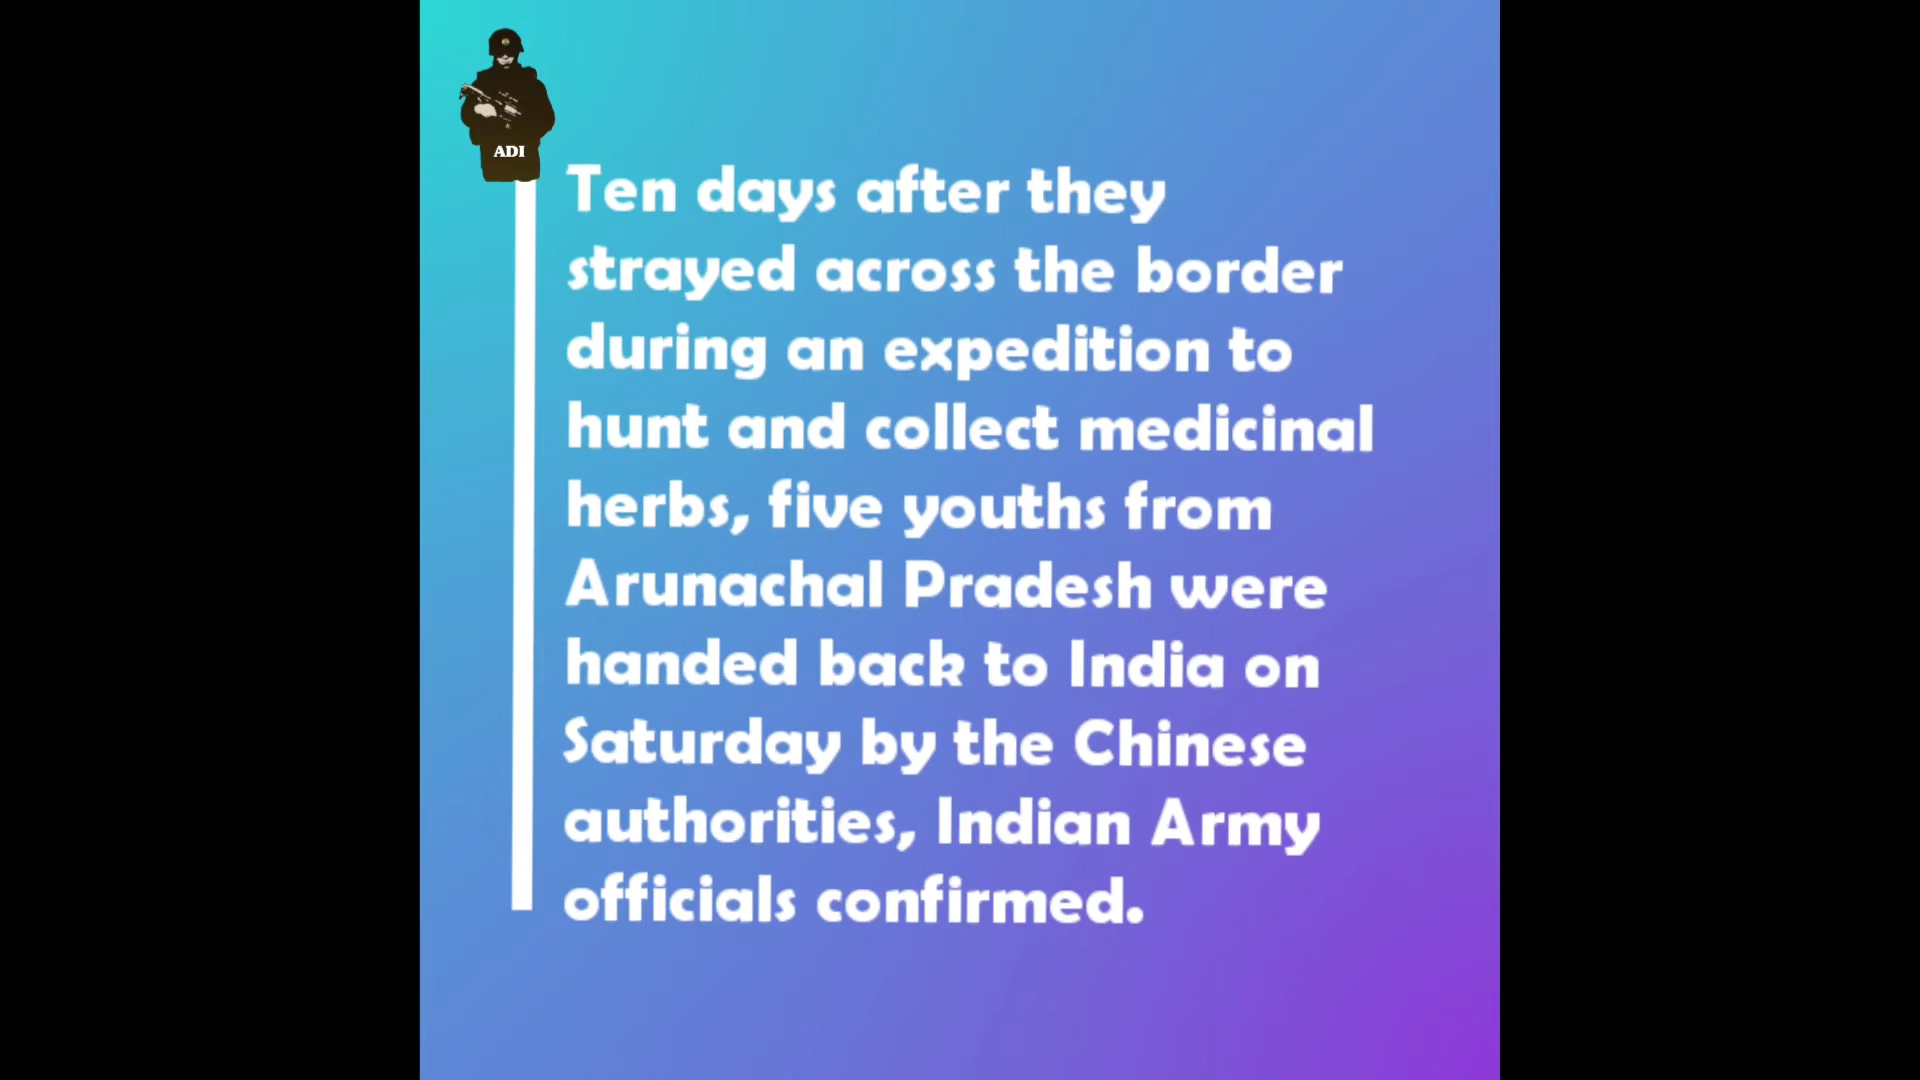 ADI
Ten days after they
strayed across the border
during an expedition to
hunt and collect medicinal
herbs, five youths from
Arunachal Pradesh were
handed back to India on
Saturday by the Chinese
authorities, Indian Army
officials confirmed.